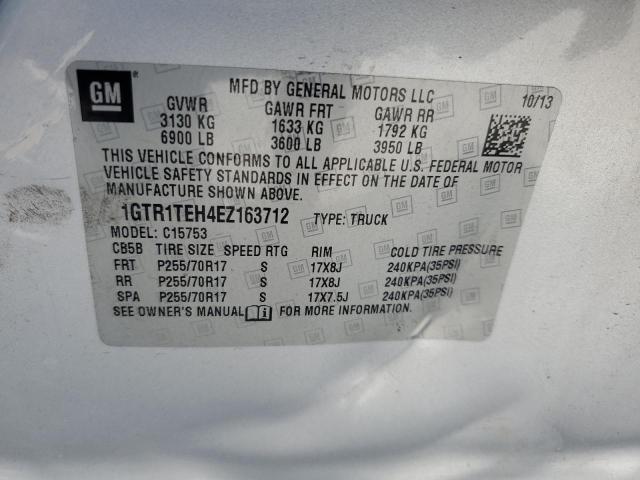 GM ®
MFD BY GENERAL MOTORS LLC 10/13
GVWR GAWR FRT GAWR RR
3130 KG 1633 KG 1792 KG
6900 LB 3600 LB 3950 LB
THIS VEHICLE CONFORMS TO ALL APPLICABLE U.S. FEDERAL MOTOR
VEHICLE SAFETY STANDARDS IN EFFECT ON THE DATE OF
MANUFACTURE SHOWN ABOVE.
1GTR1TEH4EZ163712 TYPE: TRUCK
MODEL: C15753
CB5B TIRE SIZE SPEED RTG RIM COLD TIRE PRESSURE
FRT P255/70R17 S 17X8J 240KPA(35PSI)
RR P255/70R17 S 17X8J 240KPA(35PSI)
SPA P255/70R17 S 17X7.5J 240KPA(35PSI)
SEE OWNER'S MANUAL FOR MORE INFORMATION.